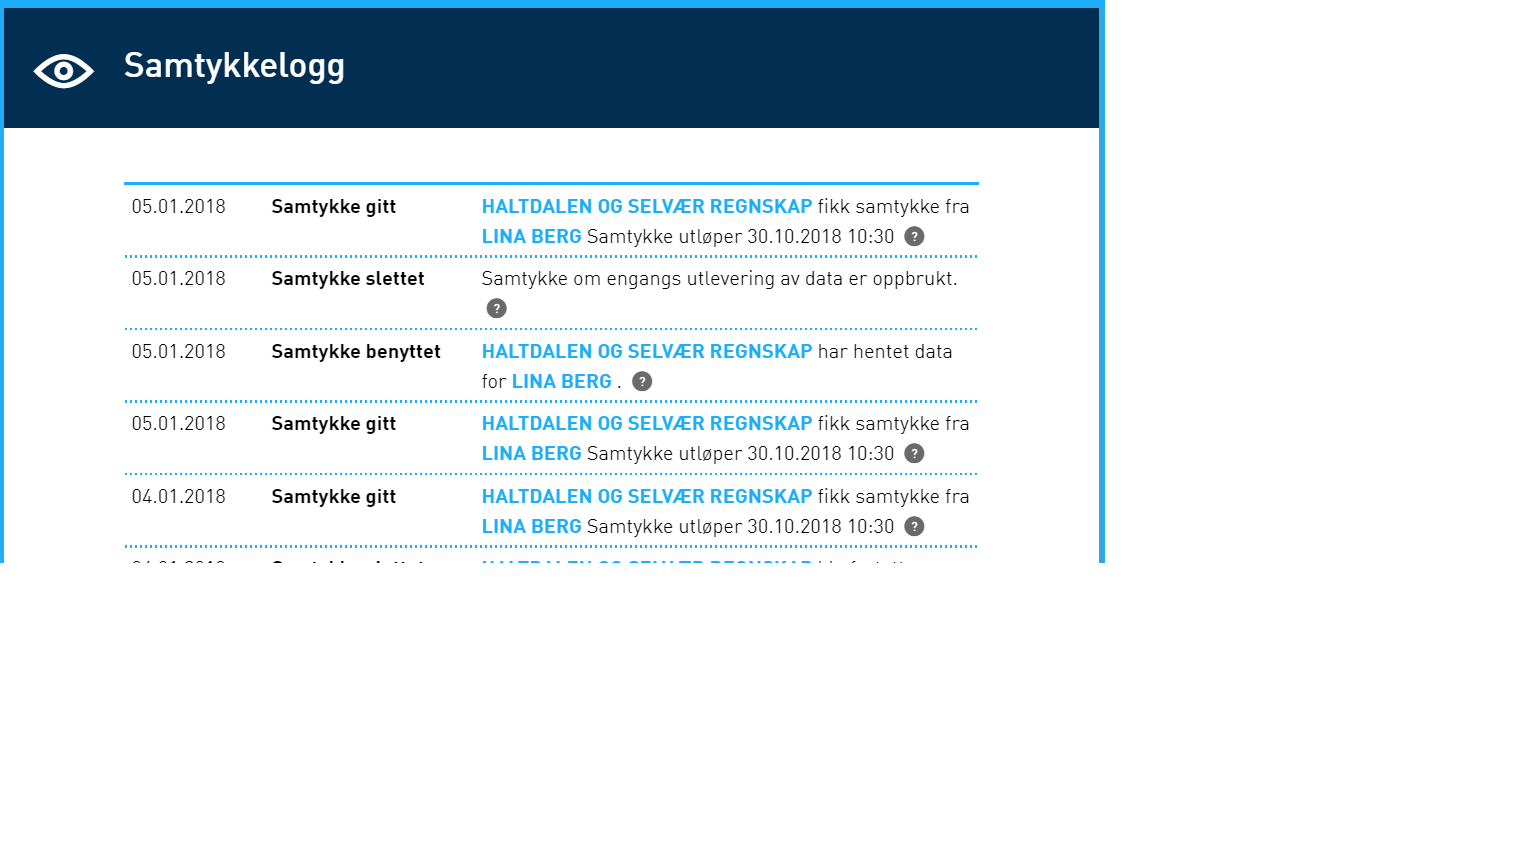 Samtykkelogg
05.01.2018 Samtykke gitt HALTDALEN OG SELVÆR REGNSKAP fikk samtykke fra
LINA BERG Samtykke utløper 30.10.2018 10:30 ?
05.01.2018 Samtykke slettet Samtykke om engangs utlevering av data er oppbrukt.
?
05.01.2018 Samtykke benyttet HALTDALEN OG SELVÆR REGNSKAP har hentet data
for LINA BERG . ?
05.01.2018 Samtykke gitt HALTDALEN OG SELVÆR REGNSKAP fikk samtykke fra
LINA BERG Samtykke utløper 30.10.2018 10:30 ?
04.01.2018 Samtykke gitt HALTDALEN OG SELVÆR REGNSKAP fikk samtykke fra
LINA BERG Samtykke utløper 30.10.2018 10:30 ?